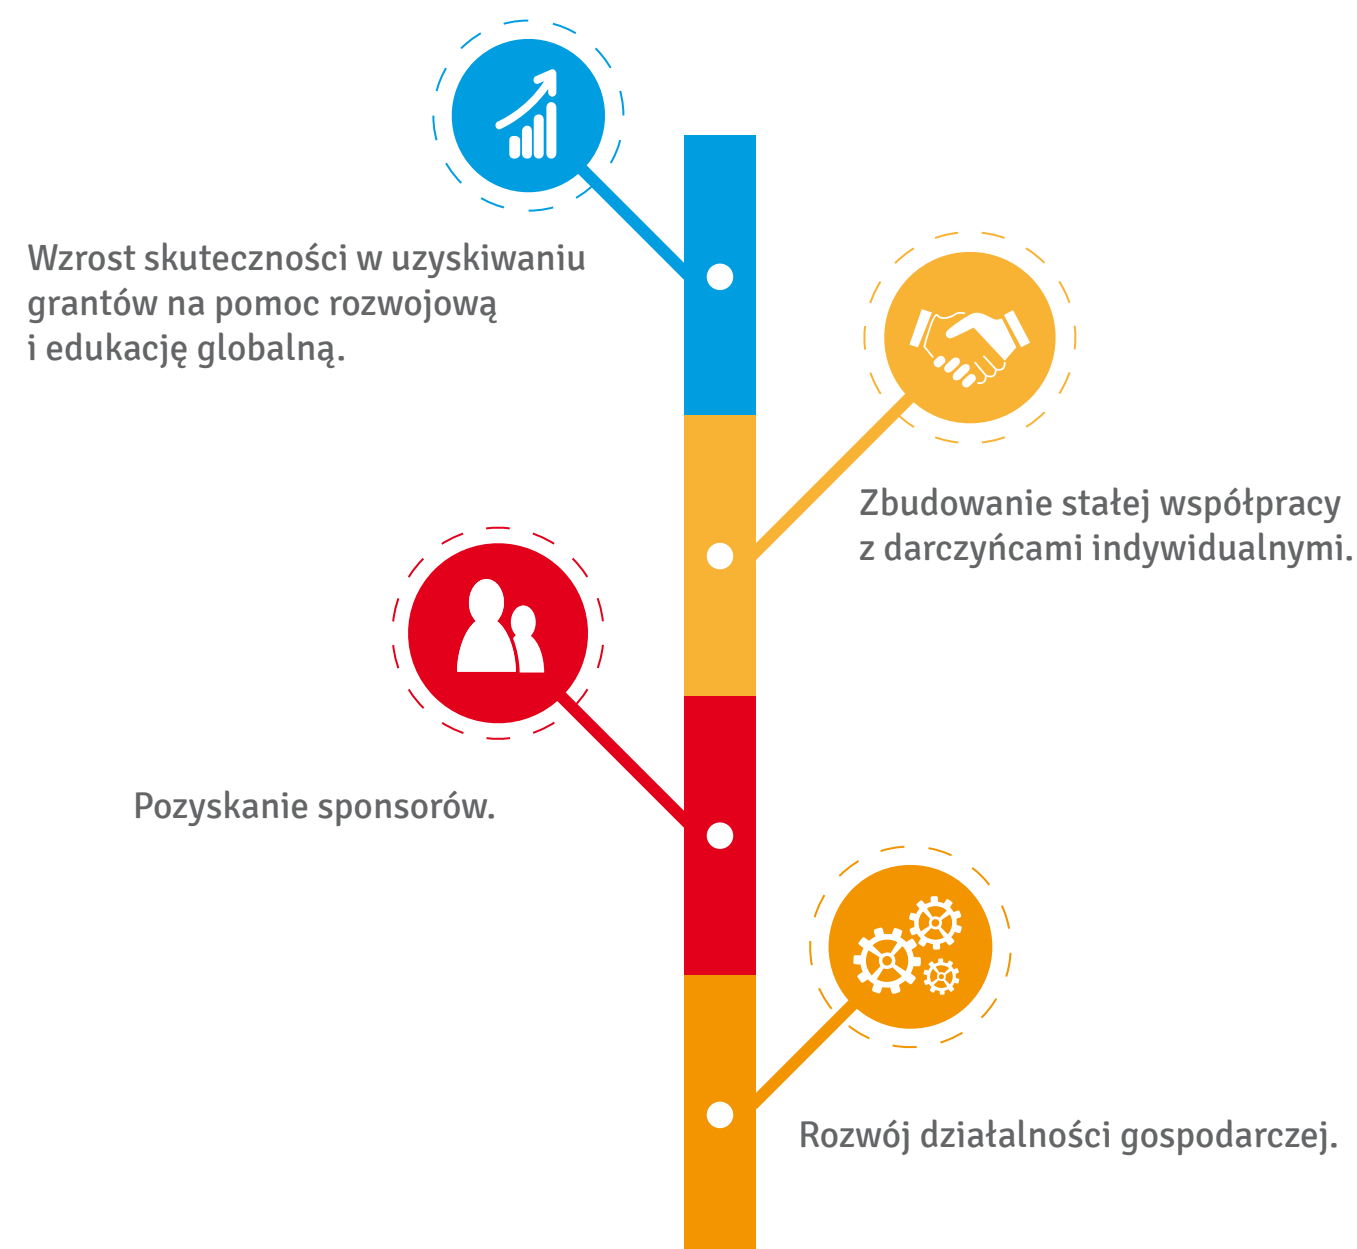 Wzrost skuteczności w uzyskiwaniu
grantów na pomoc rozwojową
i edukację globalną.
Zbudowanie stałej współpracy
z darczyńcami indywidualnymi.
Pozyskanie sponsorów.
Rozwój działalności gospodarczej.